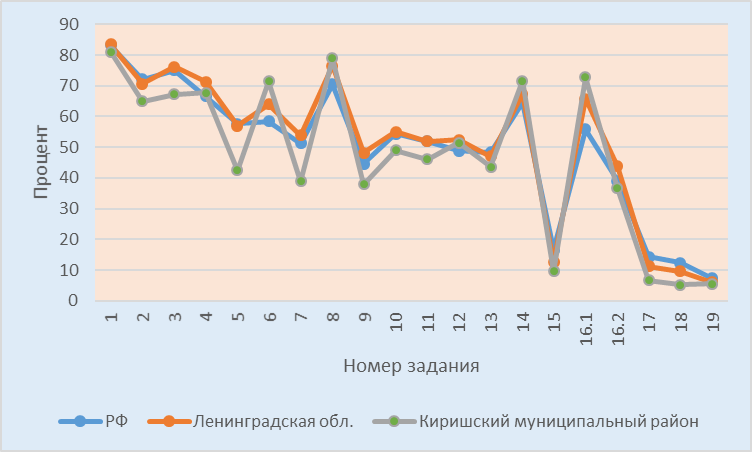 90
80
70
60
50
40
30
20
10
0
Процент
1 2 3 4 5 6 7 8 9 10 11 12 13 14 15 16.1 16.2 17 18 19
Номер задания
РФ Ленинградская обл. Киришский муниципальный район